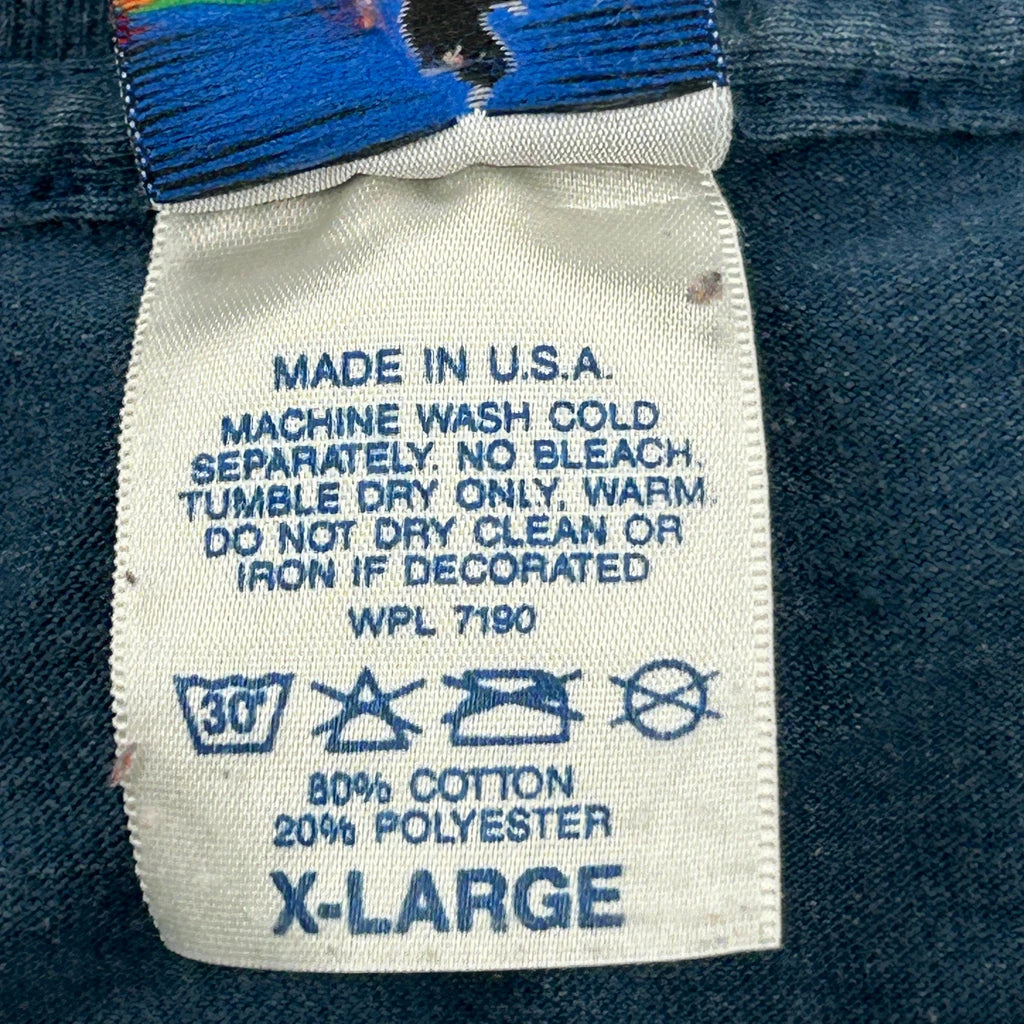 MADE IN U.S.A.
MACHINE WASH COLD
SEPARATELY. NO BLEACH.
TUMBLE DRY ONLY, WARM.
DO NOT DRY CLEAN OR
IRON IF DECORATED
WPL 7190
30°
80% COTTON
20% POLYESTER
X-LARGE